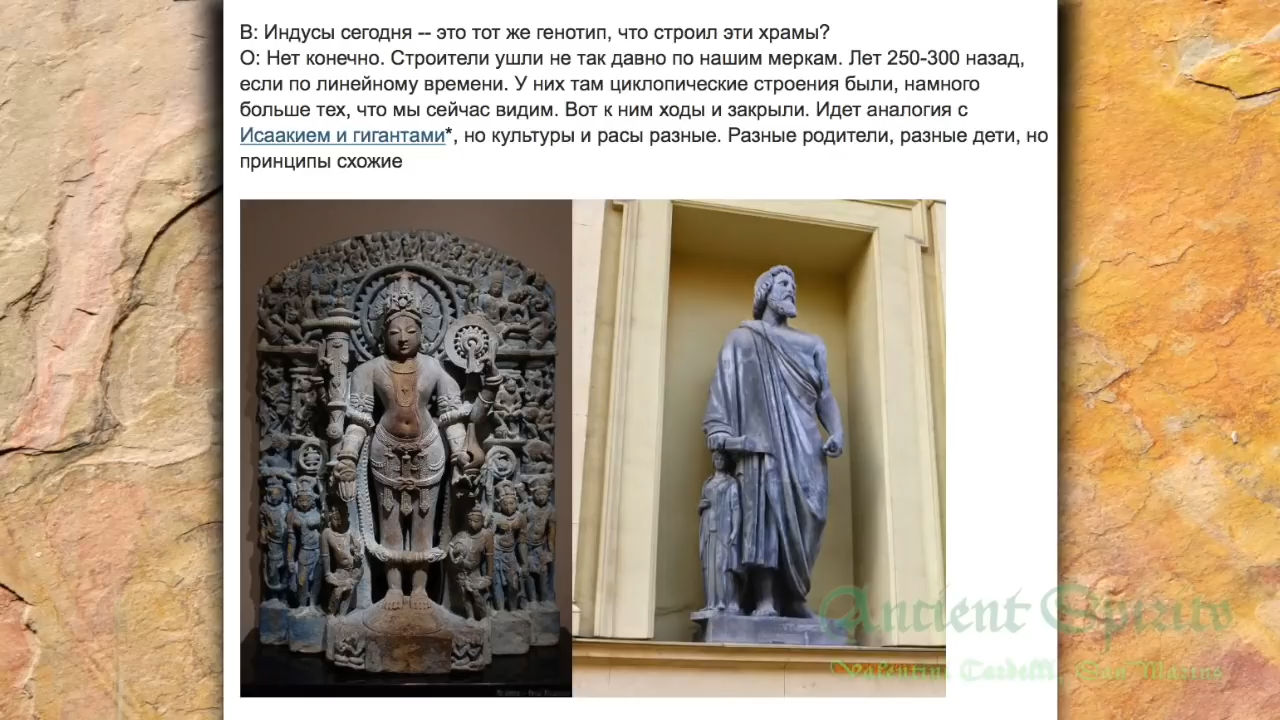 В: Индусы сегодня -- это тот же генотип, что строил эти храмы?
О: Нет конечно. Строители ушли не так давно по нашим меркам. Лет 250-300 назад,
если по линейному времени. У них там циклопические строения были, намного
больше тех, что мы сейчас видим. Вот к ним ходы и закрыли. Идет аналогия с
Исаакием и гигантами*, но культуры и расы разные. Разные родители, разные дети, но
принципы схожие
Ancient Spirits